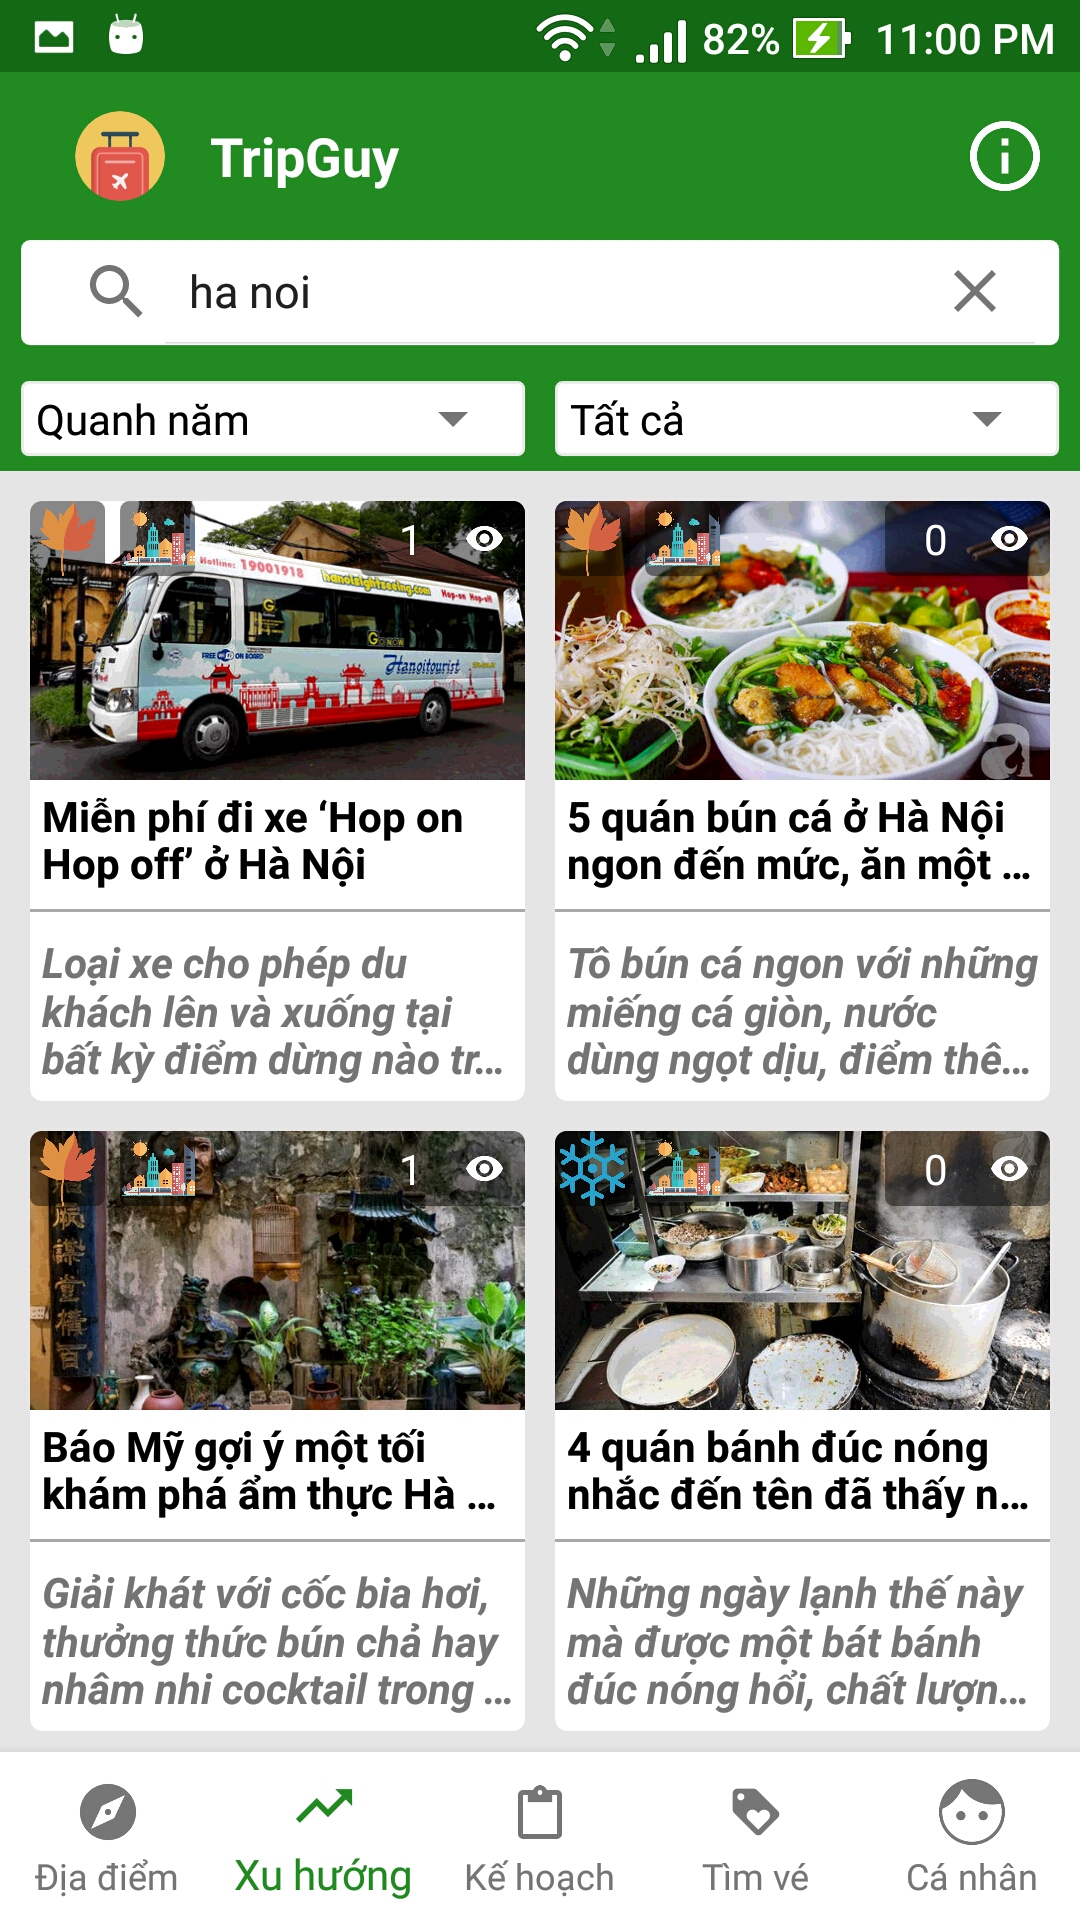 82% 11:00 PM
TripGuy
ha noi
Quanh năm
Tất cả
1
0
Hotline: 19001918
hanoisightseeing.com
Hop-on Hop-off
FREE WiFi ON BOARD
Hanoitourist
a
Miễn phí đi xe ‘Hop on
Hop off’ ở Hà Nội
5 quán bún cá ở Hà Nội
ngon đến mức, ăn một ...
Loại xe cho phép du
khách lên và xuống tại
bất kỳ điểm dừng nào tr...
Tô bún cá ngon với những
miếng cá giòn, nước
dùng ngọt dịu, điểm thê...
1
0
Báo Mỹ gợi ý một tối
khám phá ẩm thực Hà ...
4 quán bánh đúc nóng
nhắc đến tên đã thấy n...
Giải khát với cốc bia hơi,
thưởng thức bún chả hay
nhâm nhi cocktail trong ...
Những ngày lạnh thế này
mà được một bát bánh
đúc nóng hổi, chất lượn...
Địa điểm
Xu hướng
Kế hoạch
Tìm vé
Cá nhân